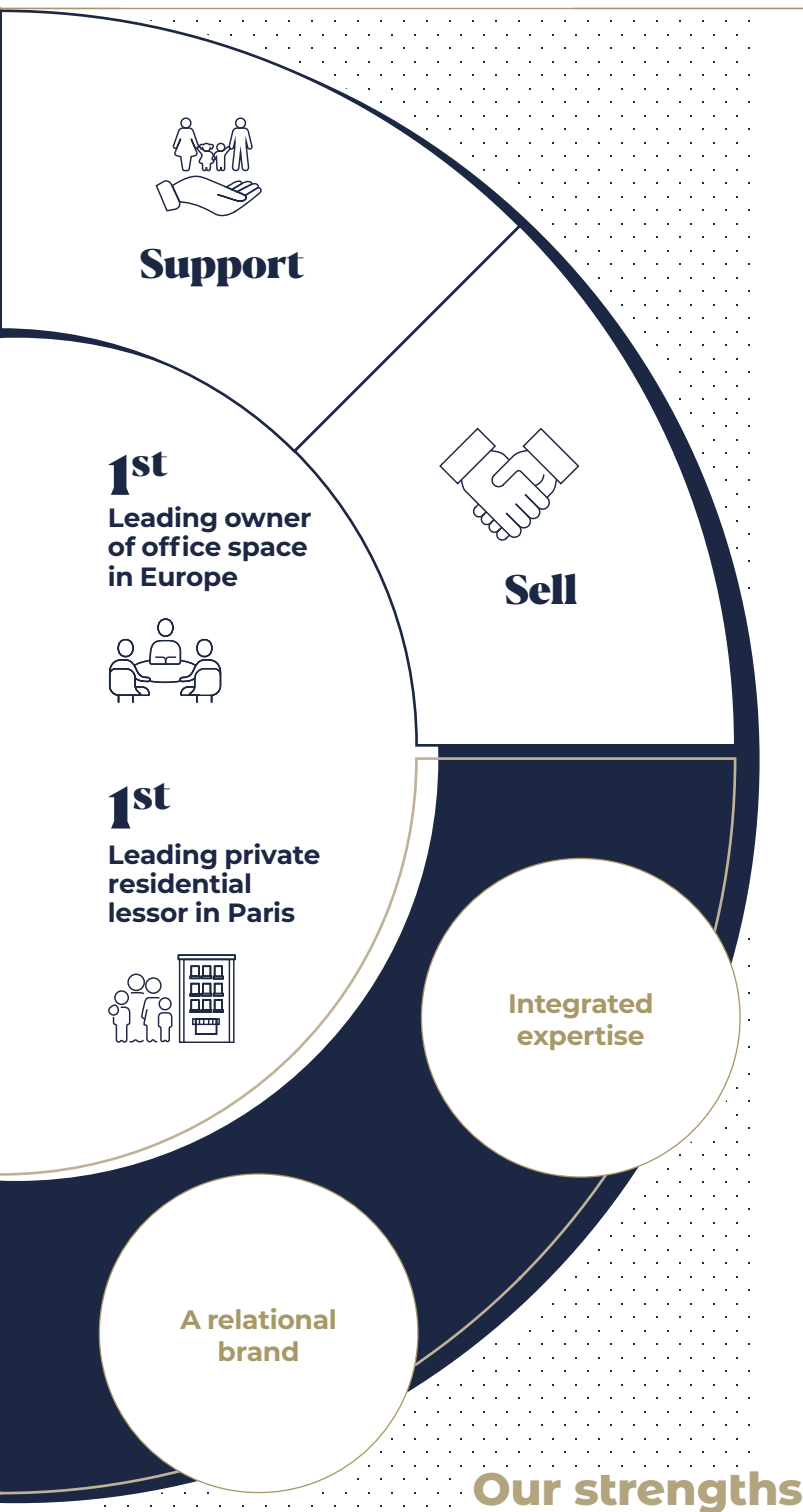 Support
Sell
1st
Leading owner
of office space
in Europe
1st
Leading private
residential
lessor in Paris
Integrated
expertise
A relational
brand
Our strengths